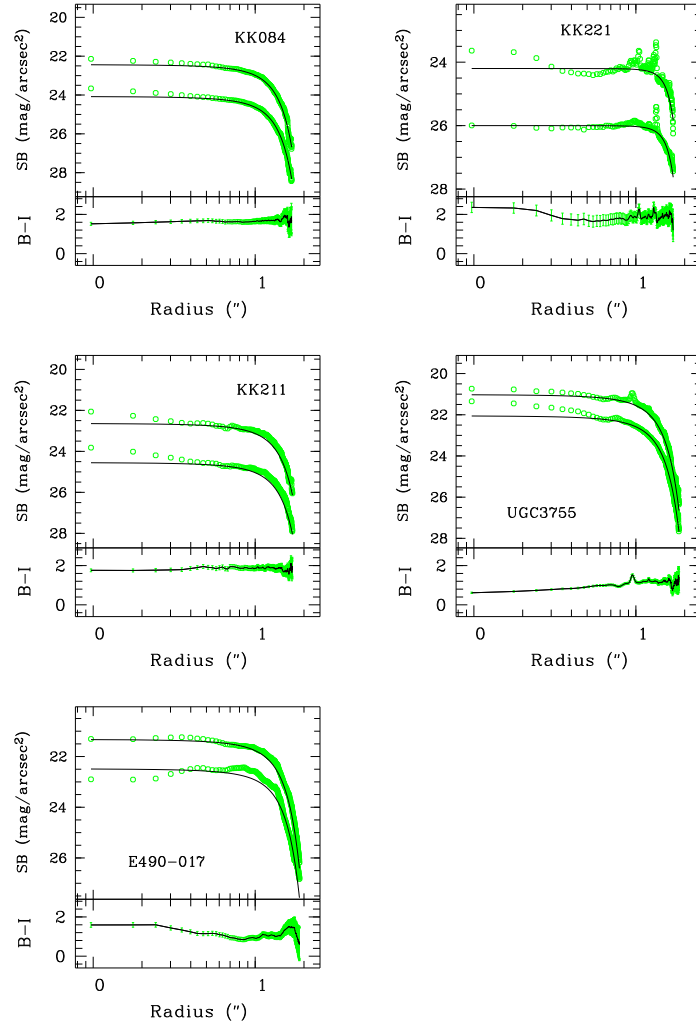 KK084
20
22
24
26
28
SB (mag/arcsec²)
2
0
B-I
0 1
Radius (″)
KK221
24
26
28
SB (mag/arcsec²)
2
0
B-I
0 1
Radius (″)
KK211
20
22
24
26
28
SB (mag/arcsec²)
2
0
B-I
0 1
Radius (″)
UGC3755
20
22
24
26
28
SB (mag/arcsec²)
2
0
B-I
0 1
Radius (″)
E490-017
22
24
26
SB (mag/arcsec²)
2
0
B-I
0 1
Radius (″)